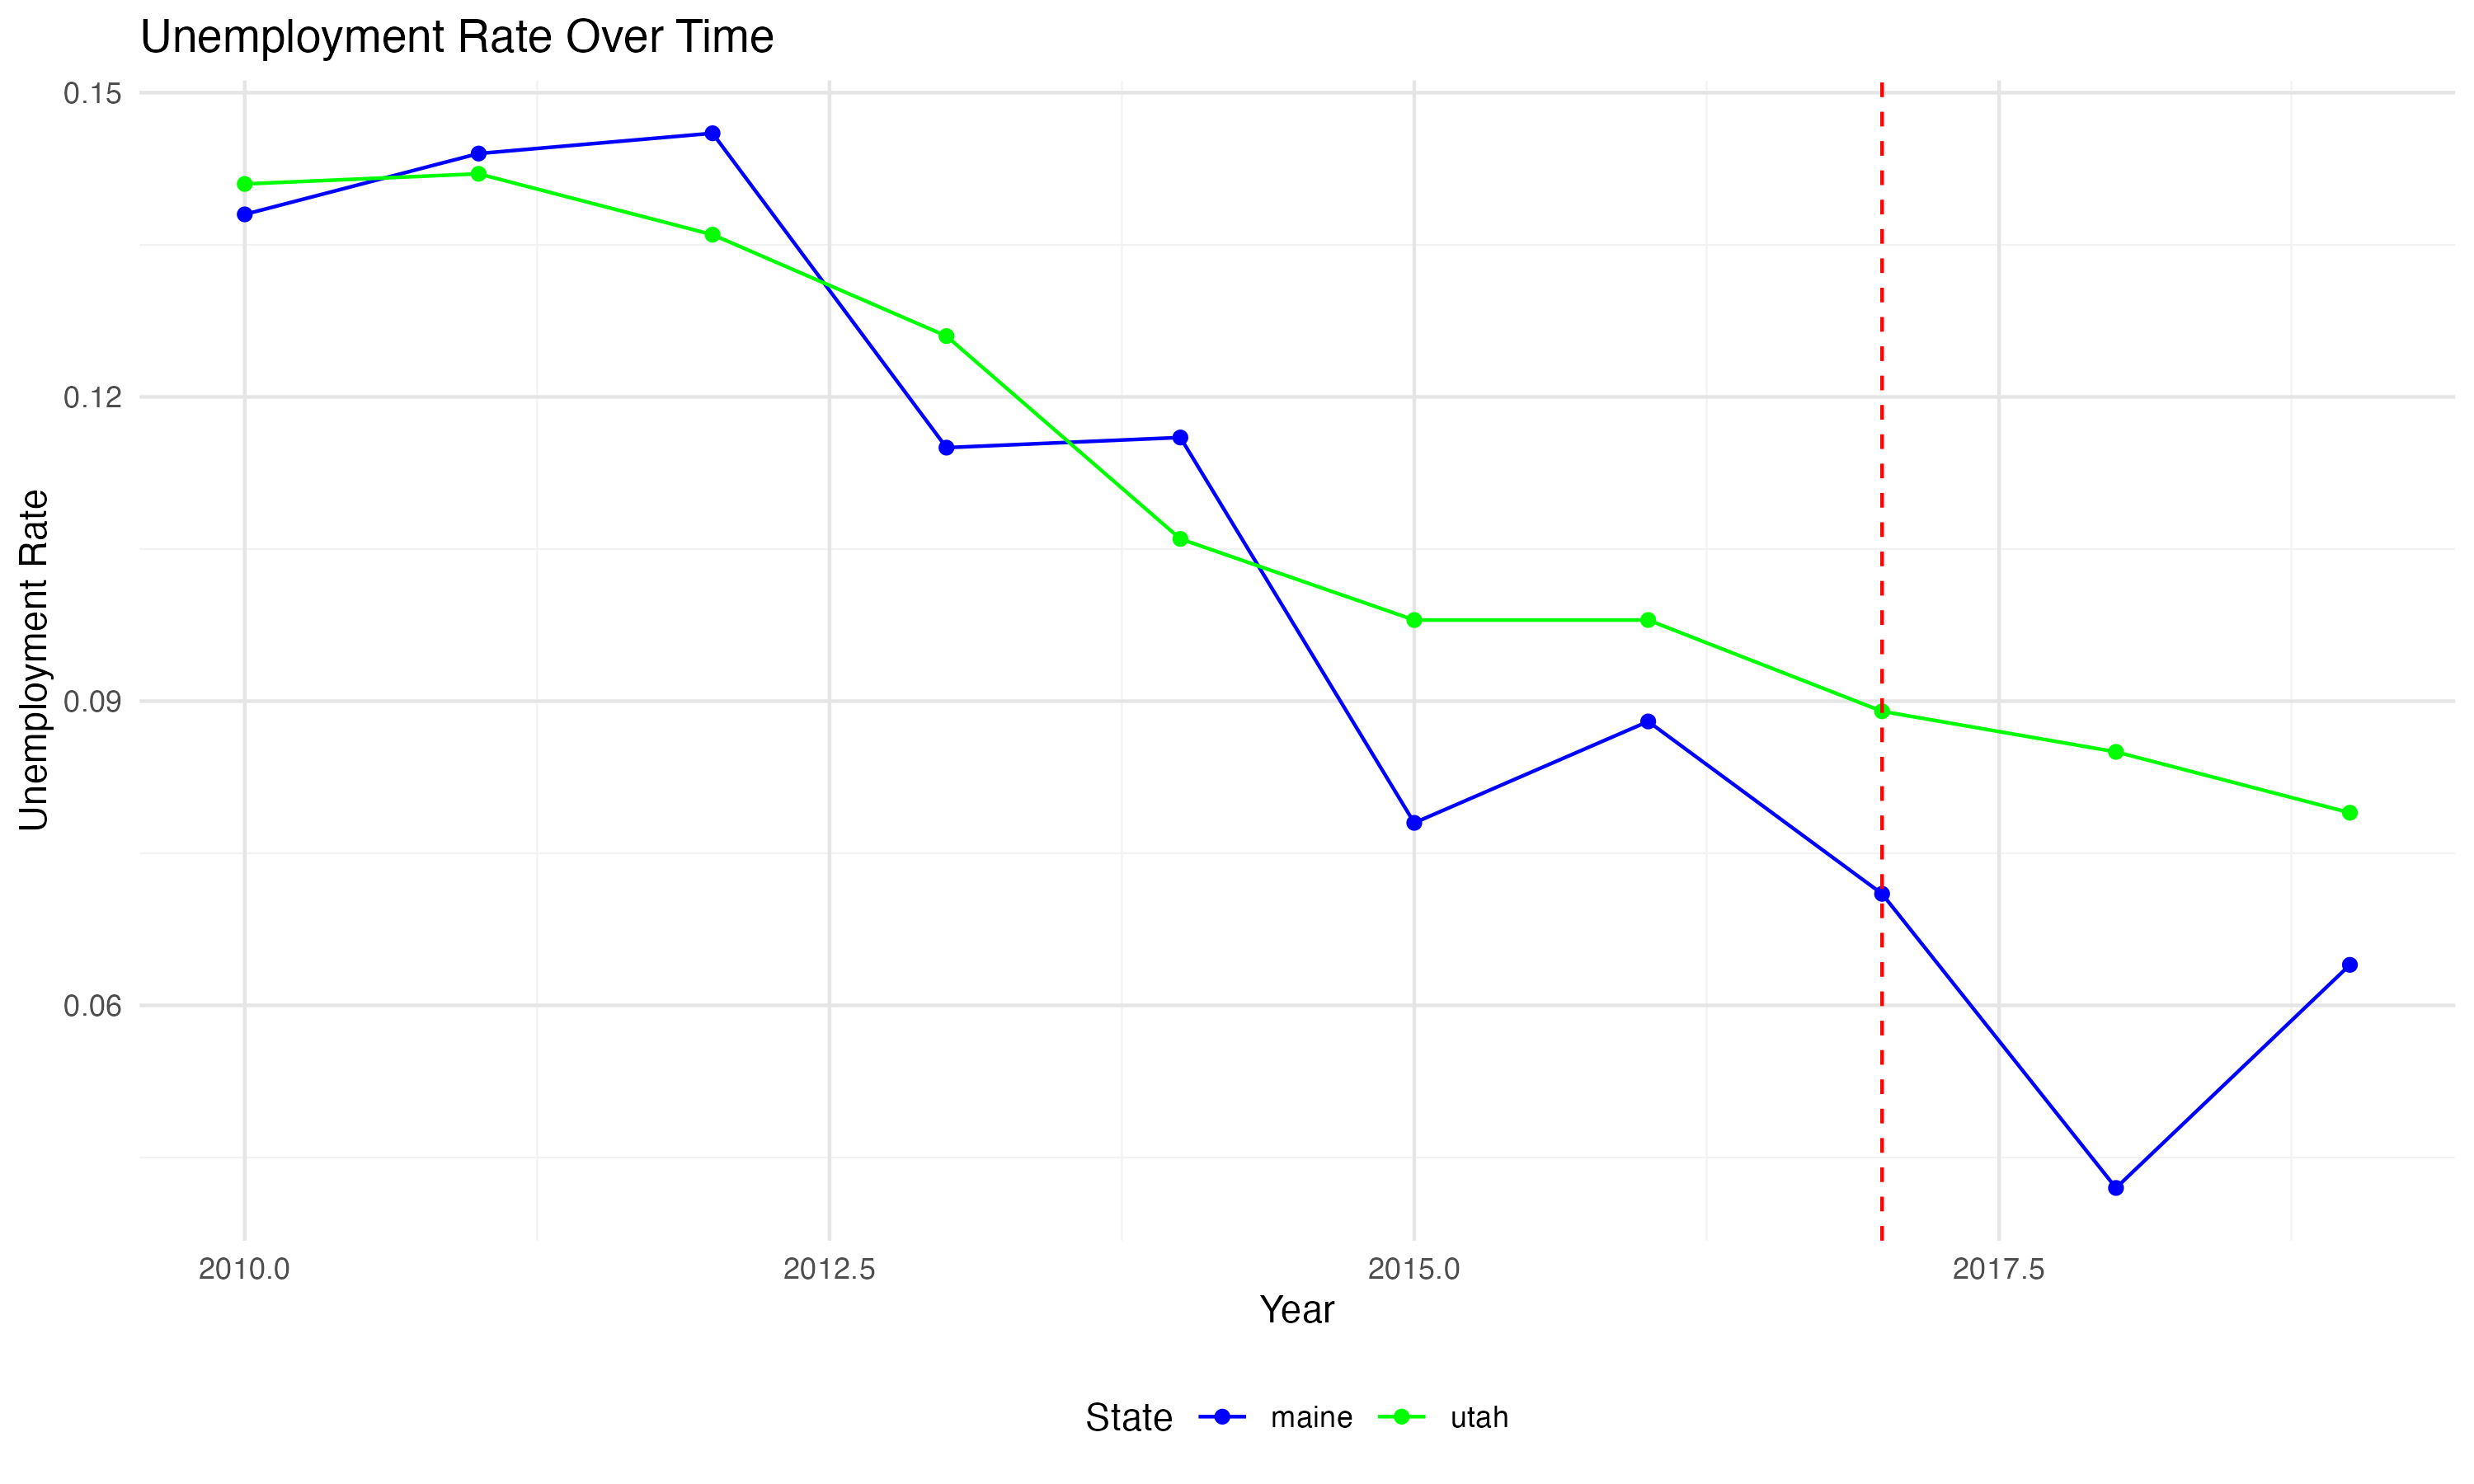 Unemployment Rate Over Time
Unemployment Rate
0.15
0.12
0.09
0.06
2010.0 2012.5 2015.0 2017.5
Year
State maine utah